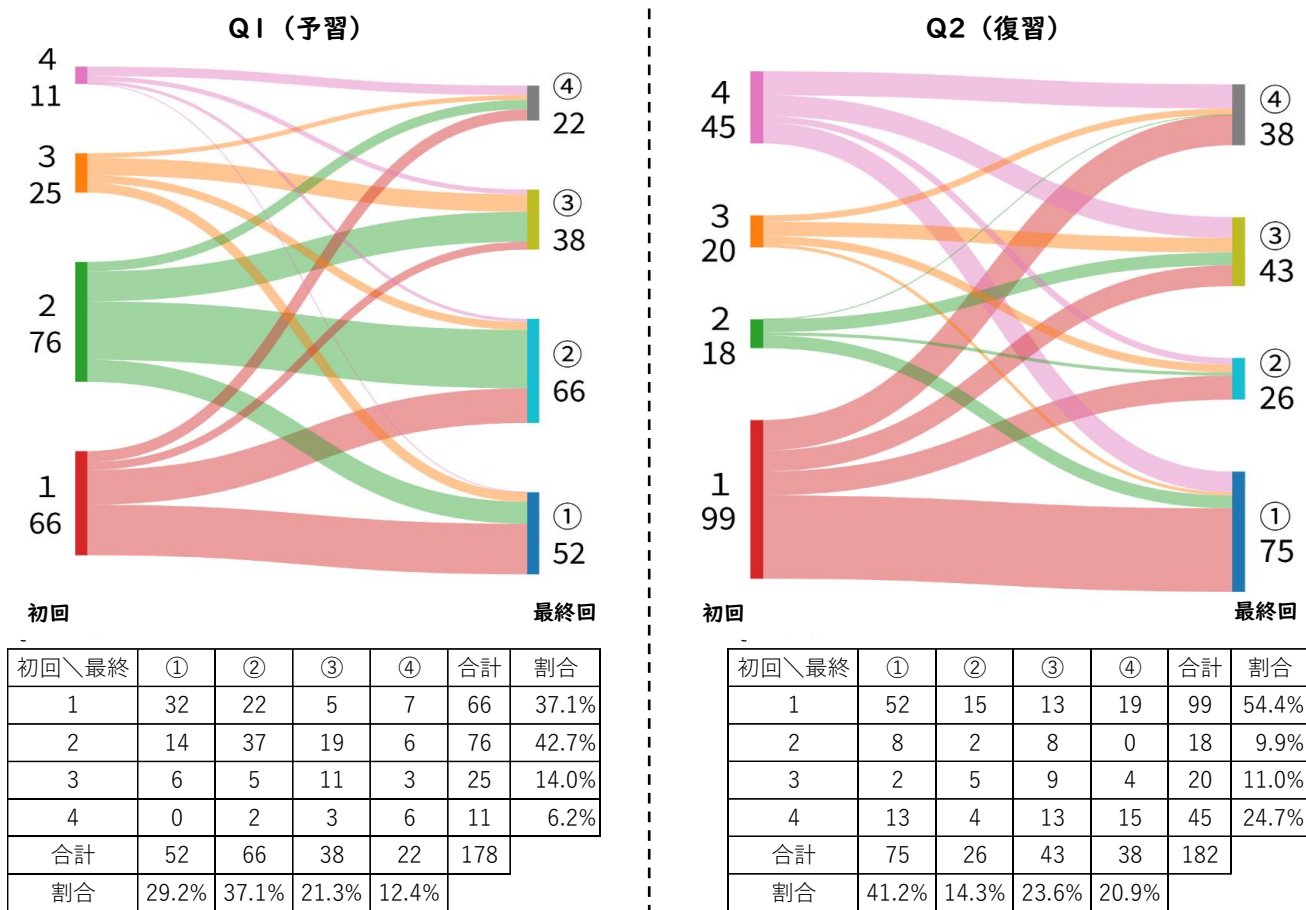 Q1（予習）
4
11
3
25
2
76
1
66
④
22
③
38
②
66
①
52
初回
最終回
初回＼最終 ① ② ③ ④ 合計 割合
1 32 22 5 7 66 37.1%
2 14 37 19 6 76 42.7%
3 6 5 11 3 25 14.0%
4 0 2 3 6 11 6.2%
合計 52 66 38 22 178
割合 29.2% 37.1% 21.3% 12.4%
Q2（復習）
4
45
3
20
2
18
1
99
④
38
③
43
②
26
①
75
初回
最終回
初回＼最終 ① ② ③ ④ 合計 割合
1 52 15 13 19 99 54.4%
2 8 2 8 0 18 9.9%
3 2 5 9 4 20 11.0%
4 13 4 13 15 45 24.7%
合計 75 26 43 38 182
割合 41.2% 14.3% 23.6% 20.9%